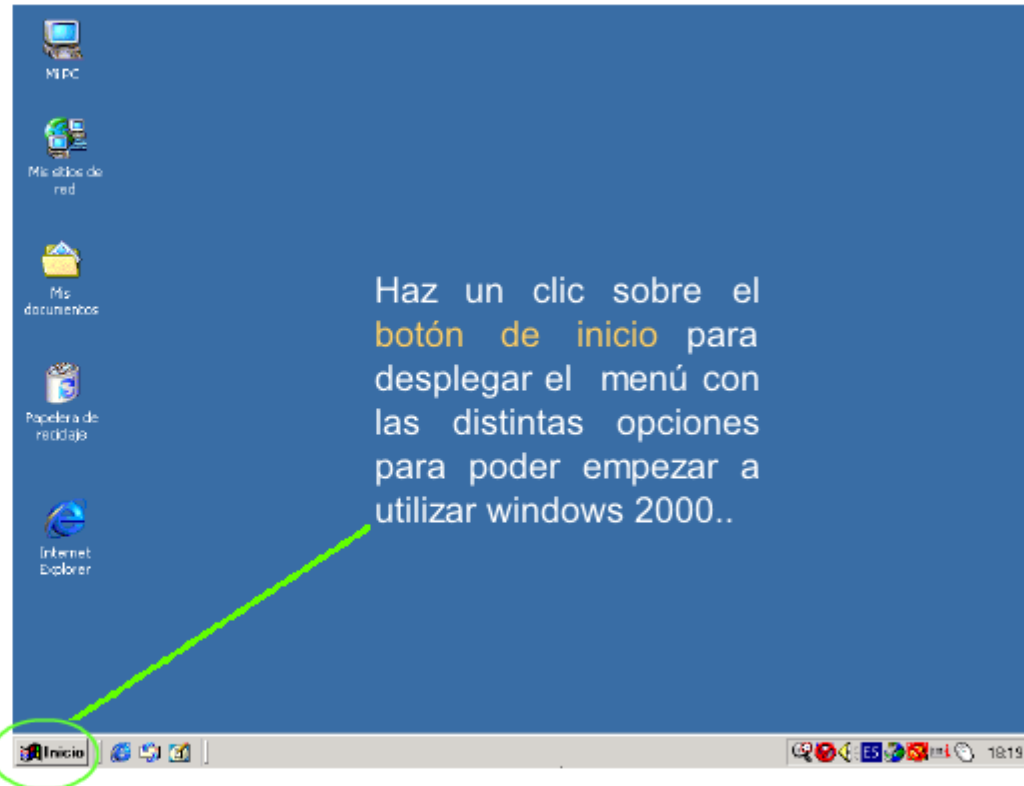 Mi PC
Mis sitios de
red
Mis
documentos
Papelera de
reciclaje
Internet
Explorer
Haz un clic sobre el
botón de inicio para
desplegar el menú con
las distintas opciones
para poder empezar a
utilizar windows 2000..
Inicio
ES
18:19